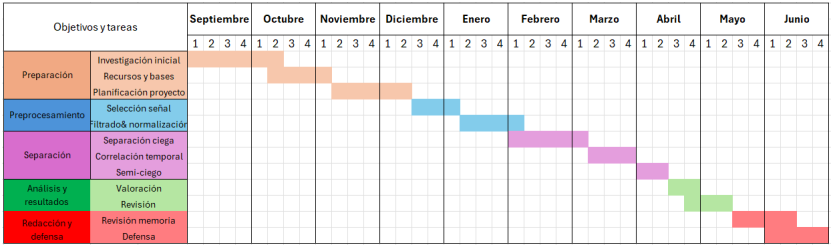 Objetivos y tareas
Septiembre Octubre Noviembre Diciembre Enero Febrero Marzo Abril Mayo Junio
1 2 3 4 1 2 3 4 1 2 3 4 1 2 3 4 1 2 3 4 1 2 3 4 1 2 3 4 1 2 3 4 1 2 3 4 1 2 3 4
Preparación
Investigación inicial
Recursos y bases
Planificación proyecto
Preprocesamiento
Selección señal
Filtrado& normalización
Separación
Separación ciega
Correlación temporal
Semi-ciego
Análisis y
resultados
Valoración
Revisión
Redacción y
defensa
Revisión memoria
Defensa